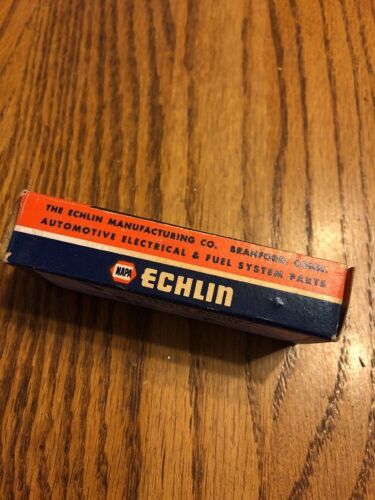 THE ECHLIN MANUFACTURING CO. BRANFORD, CONN.
AUTOMOTIVE ELECTRICAL & FUEL SYSTEM PARTS
NAPA ECHLIN